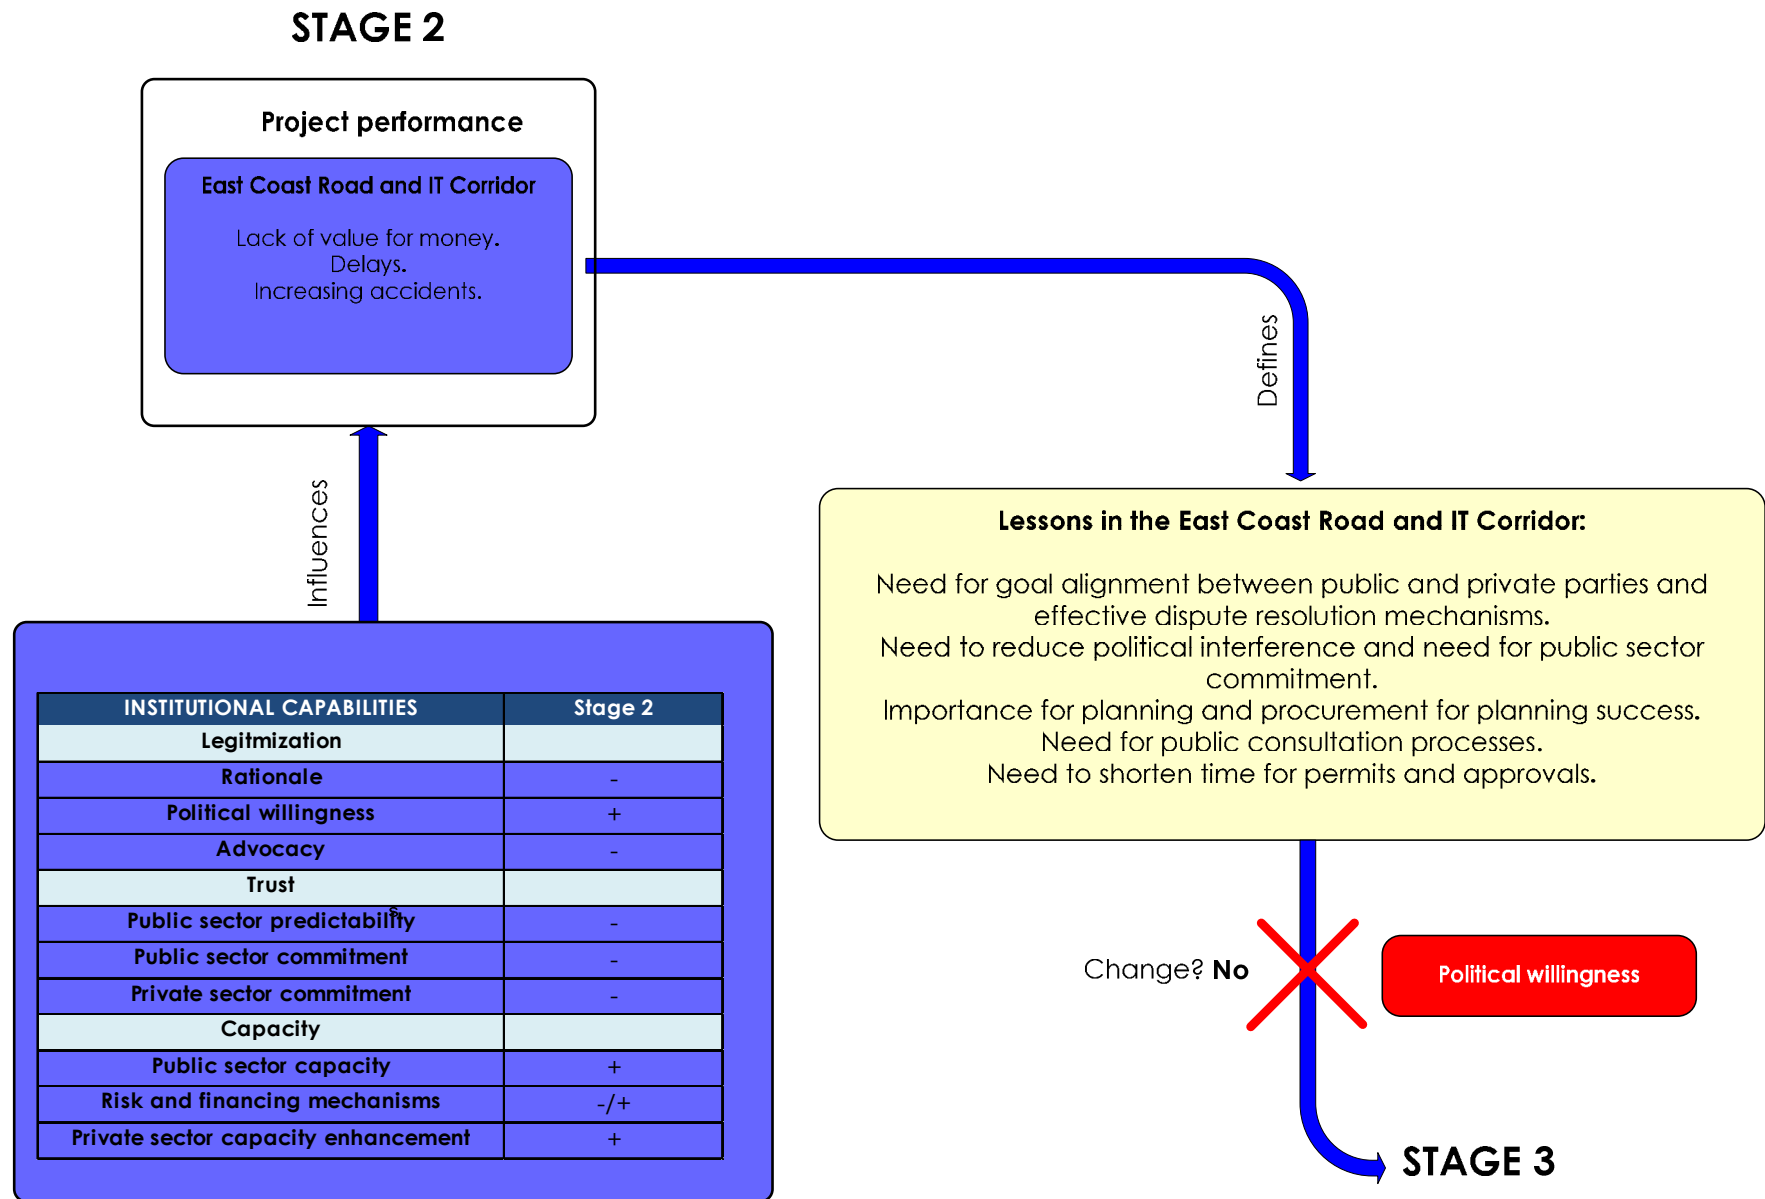 STAGE 2
Project performance
East Coast Road and IT Corridor
Lack of value for money.
Delays.
Increasing accidents.
Defines
Influences
Lessons in the East Coast Road and IT Corridor:
Need for goal alignment between public and private parties and
effective dispute resolution mechanisms.
Need to reduce political interference and need for public sector
commitment.
Importance for planning and procurement for planning success.
Need for public consultation processes.
Need to shorten time for permits and approvals.
INSTITUTIONAL CAPABILITIES Stage 2
Legitmization
Rationale -
Political willingness +
Advocacy -
Trust
s
Public sector predictability -
Public sector commitment -
Private sector commitment -
Capacity
Public sector capacity +
Risk and financing mechanisms -/+
Private sector capacity enhancement +
Change? No
Political willingness
STAGE 3